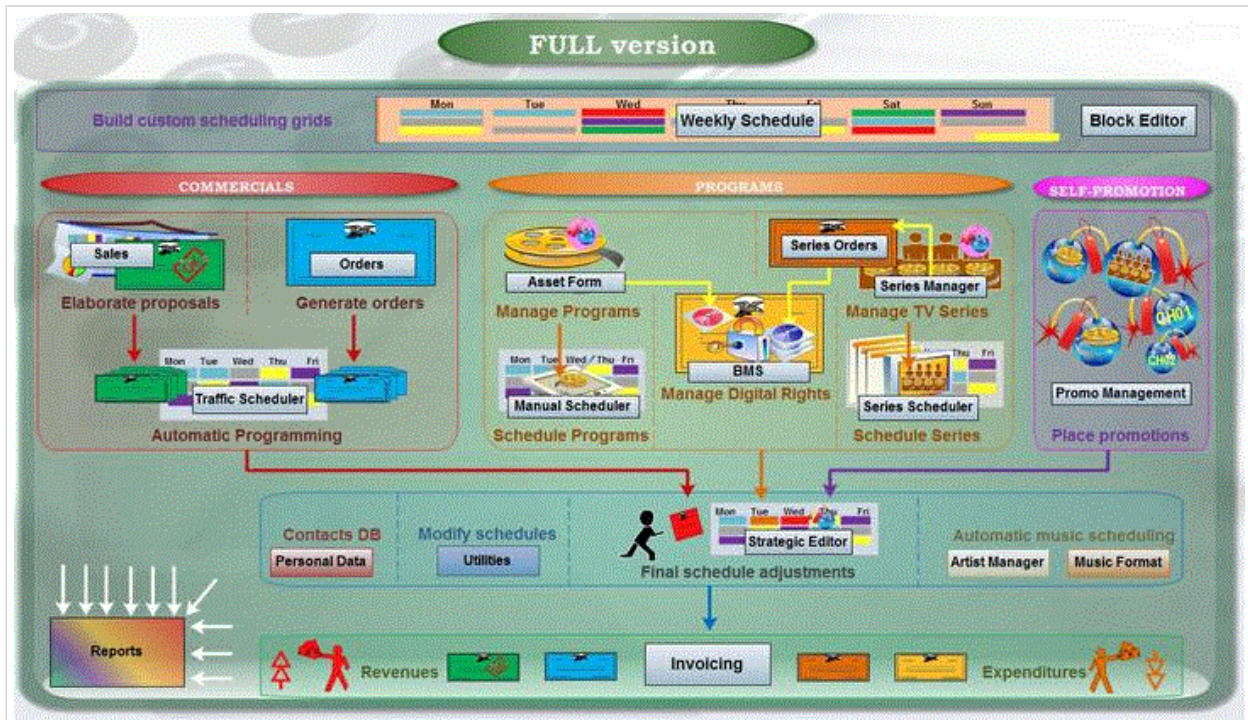 FULL version
Build custom scheduling grids
Mon Tue Wed Thu Fri Sat Sun
Weekly Schedule
Block Editor
COMMERCIALS
PROGRAMS
SELF-PROMOTION
Sales
Orders
Elaborate proposals
Generate orders
Mon Tue Wed Thu Fri
Traffic Scheduler
Automatic Programming
Asset Form
Manage Programs
Series Orders
Series Manager
Manage TV Series
BMS
Manage Digital Rights
Mon Tue Wed Thu Fri
Manual Scheduler
Schedule Programs
Thu Fri
Series Scheduler
Schedule Series
QH01
CH02
Promo Management
Place promotions
Contacts DB
Personal Data
Modify schedules
Utilities
Mon Tue Wed Thu Fri
Strategic Editor
Final schedule adjustments
Automatic music scheduling
Artist Manager
Music Format
Reports
Revenues
Invoicing
Expenditures